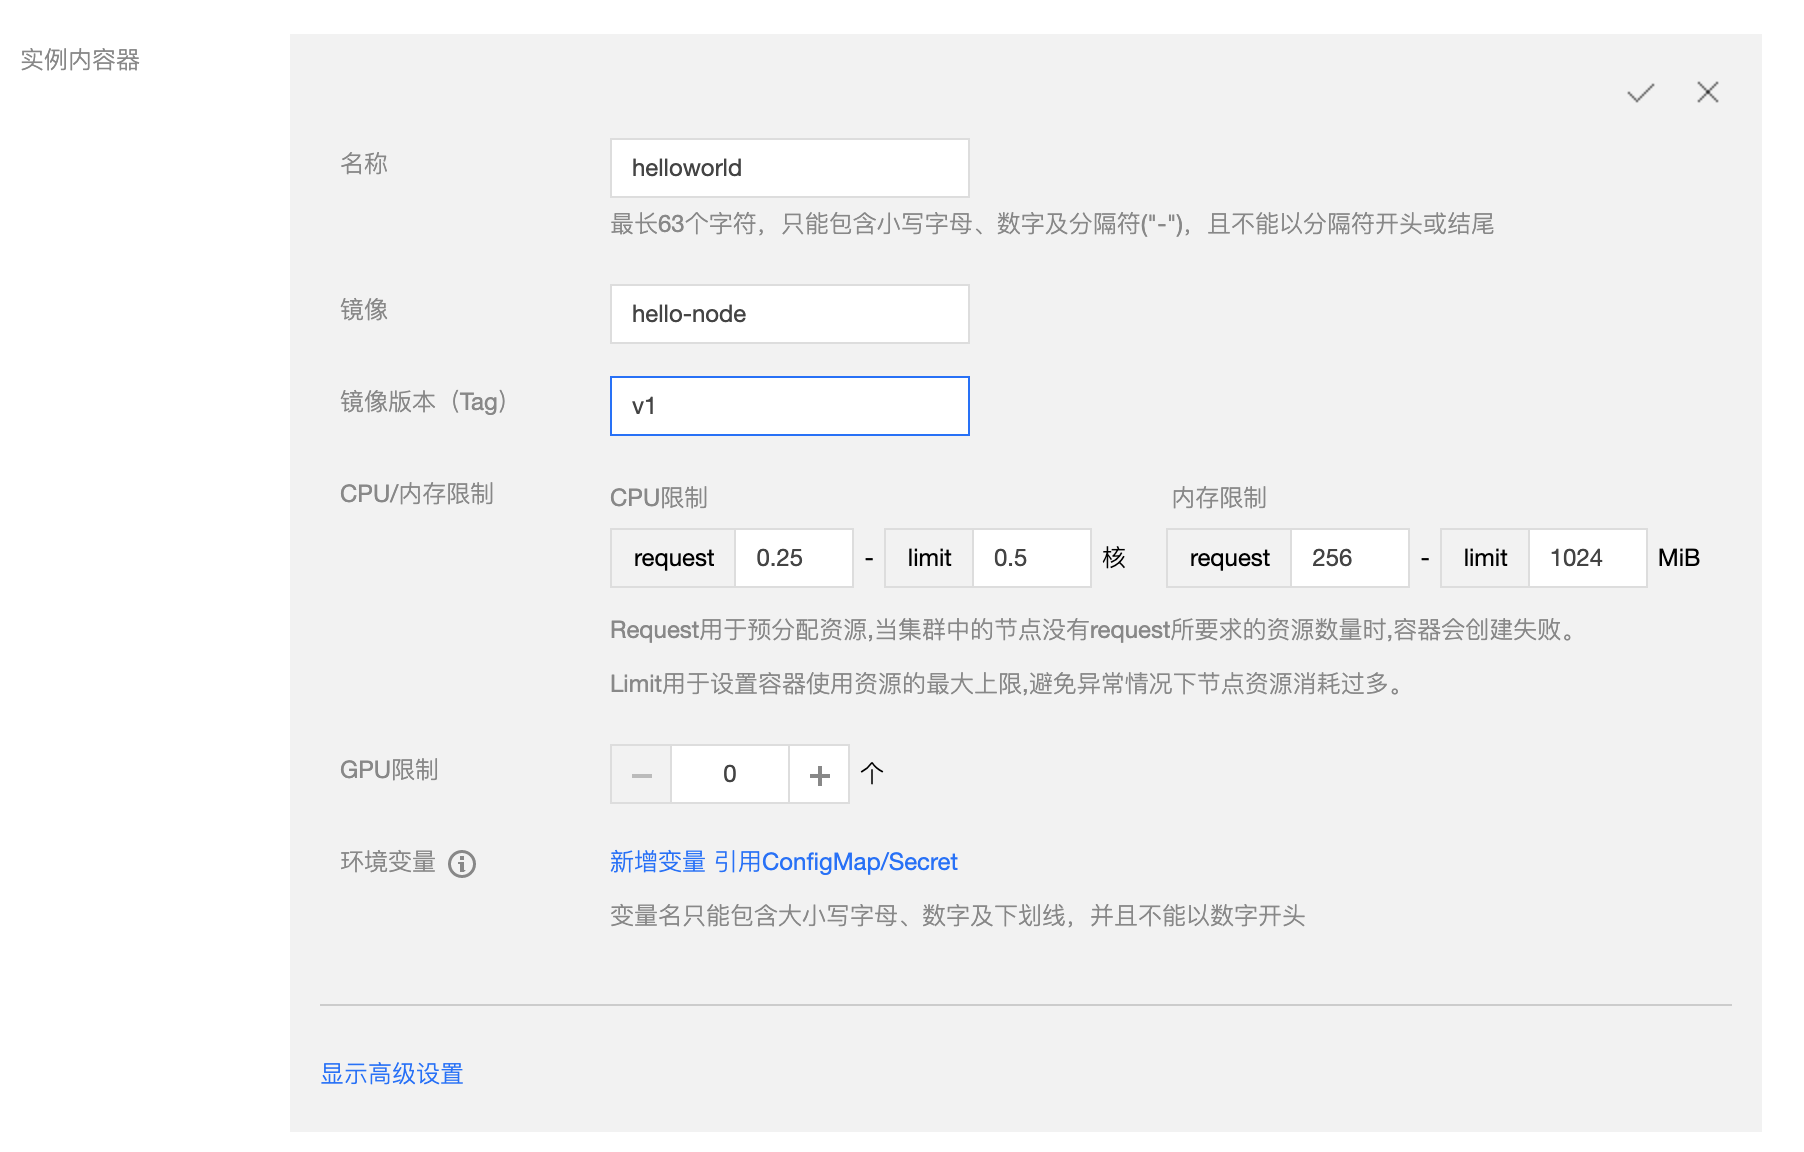 实例内容器
名称
helloworld
最长63个字符，只能包含小写字母、数字及分隔符("-")，且不能以分隔符开头或结尾
镜像
hello-node
镜像版本（Tag）
v1
CPU/内存限制
CPU限制
内存限制
request 0.25 - limit 0.5 核 request 256 - limit 1024 MiB
Request用于预分配资源,当集群中的节点没有request所要求的资源数量时,容器会创建失败。
Limit用于设置容器使用资源的最大上限,避免异常情况下节点资源消耗过多。
GPU限制
0 个
环境变量
新增变量 引用ConfigMap/Secret
变量名只能包含大小写字母、数字及下划线，并且不能以数字开头
显示高级设置